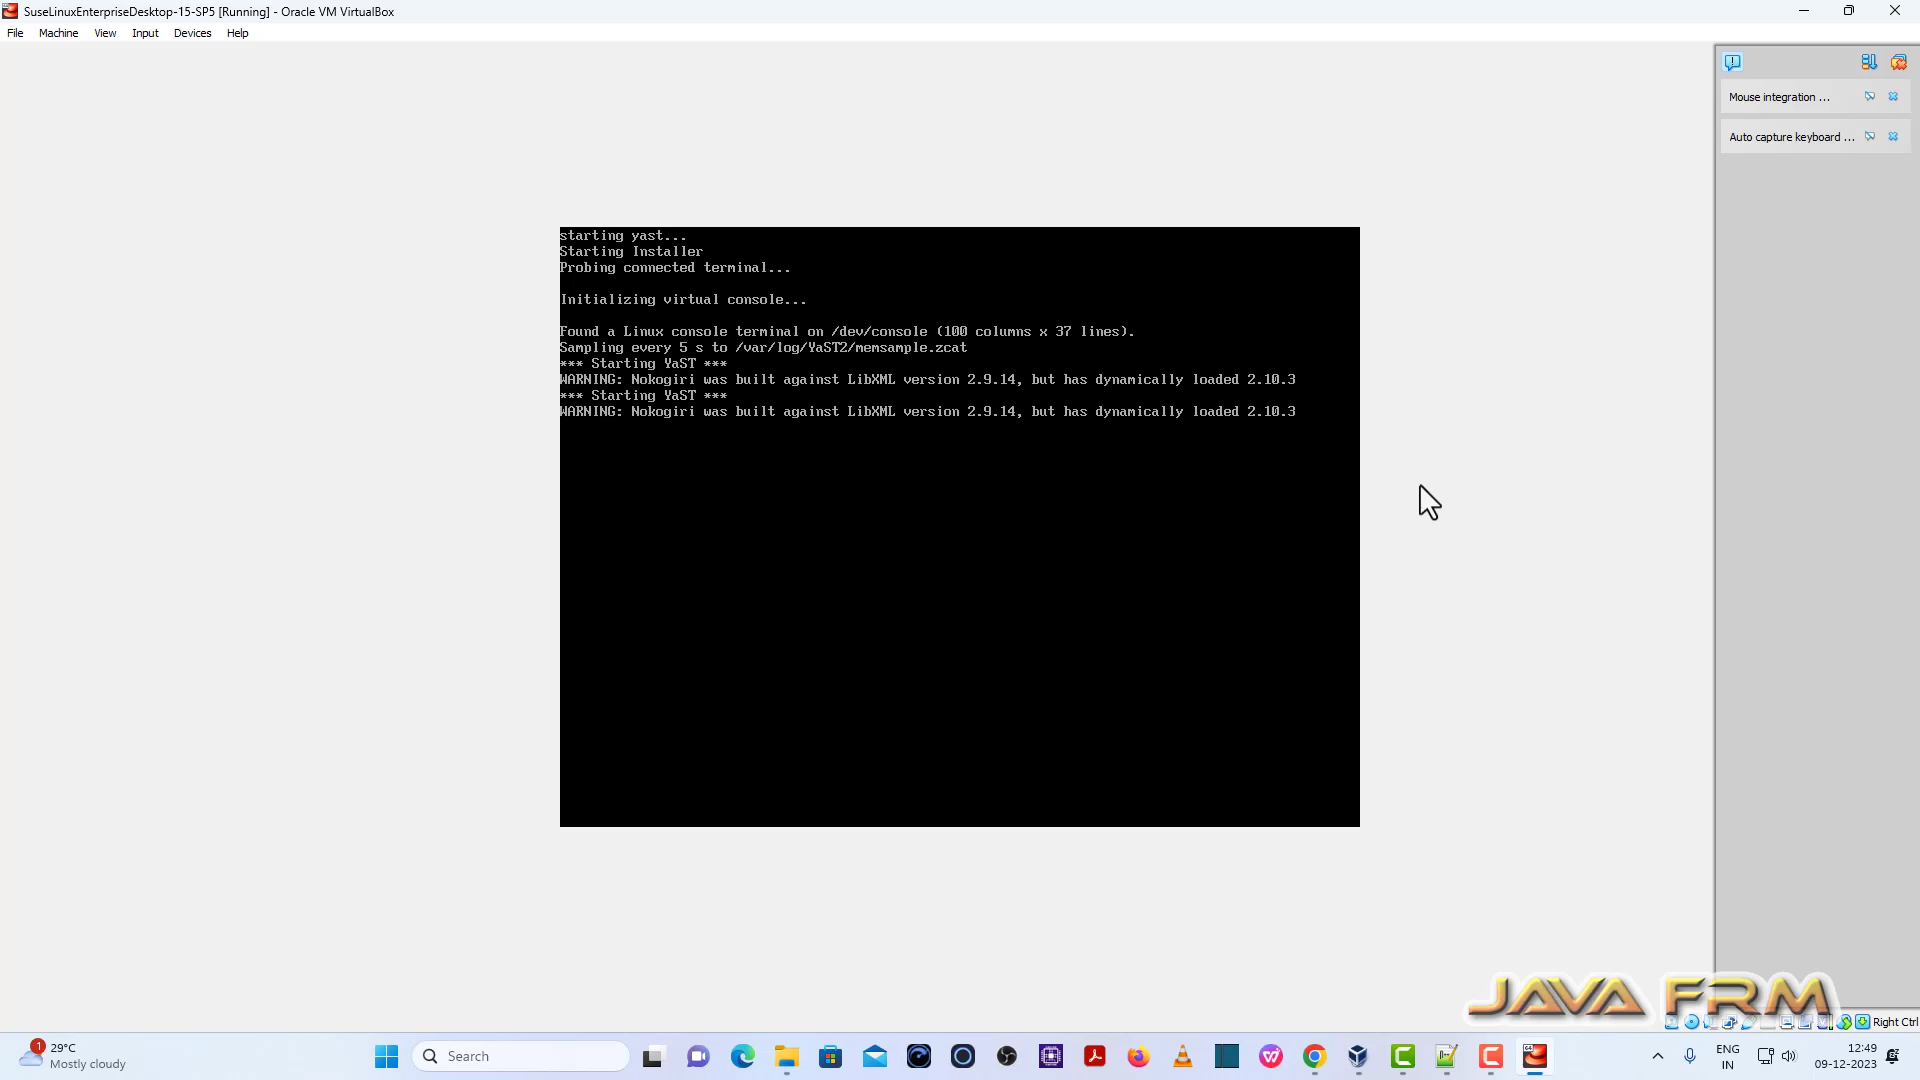 SuseLinuxEnterpriseDesktop-15-SP5 [Running] - Oracle VM VirtualBox
File Machine View Input Devices Help
Mouse integration ...
Auto capture keyboard ...
starting yast...
Starting Installer
Probing connected terminal...
Initializing virtual console...
Found a Linux console terminal on /dev/console (100 columns x 37 lines).
Sampling every 5 s to /var/log/YaST2/memsample.zcat
*** Starting YaST ***
WARNING: Nokogiri was built against LibXML version 2.9.14, but has dynamically loaded 2.10.3
*** Starting YaST ***
WARNING: Nokogiri was built against LibXML version 2.9.14, but has dynamically loaded 2.10.3
JAVA FRM
Right Ctrl
1
29°C
Mostly cloudy
Search
ENG
IN
12:49
09-12-2023